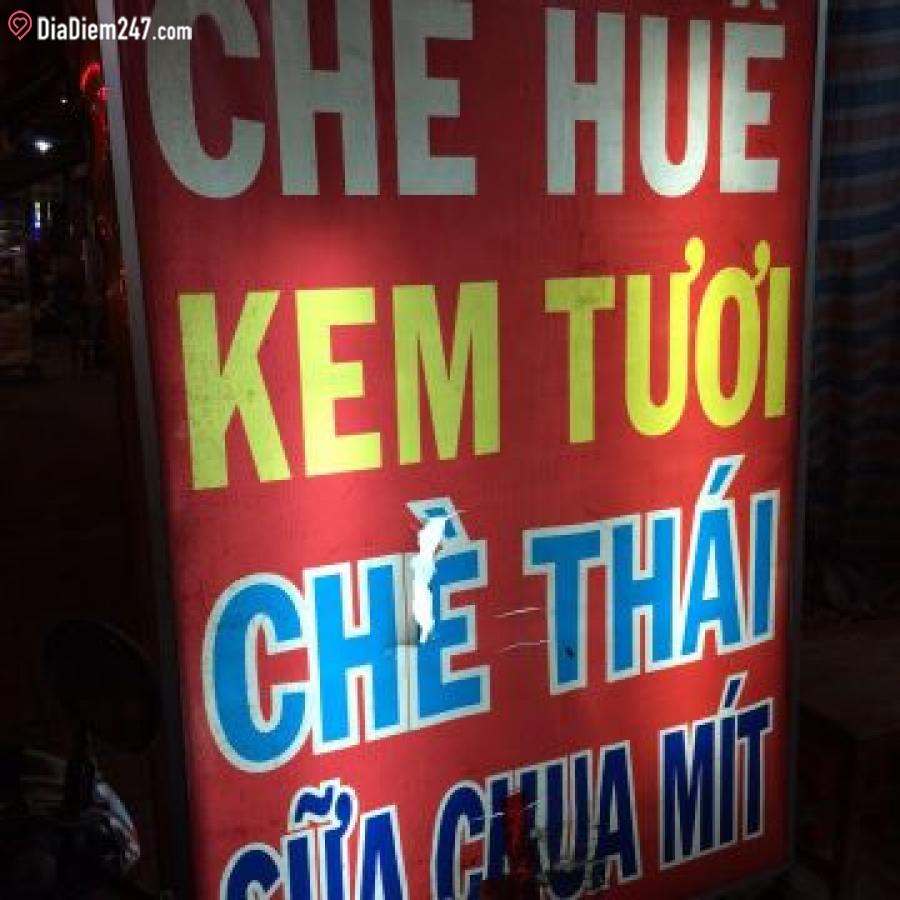 DiaDiem247.com
CHÈ HUẾ
KEM TƯƠI
CHÈ THÁI
SỮA CHUA MÍT